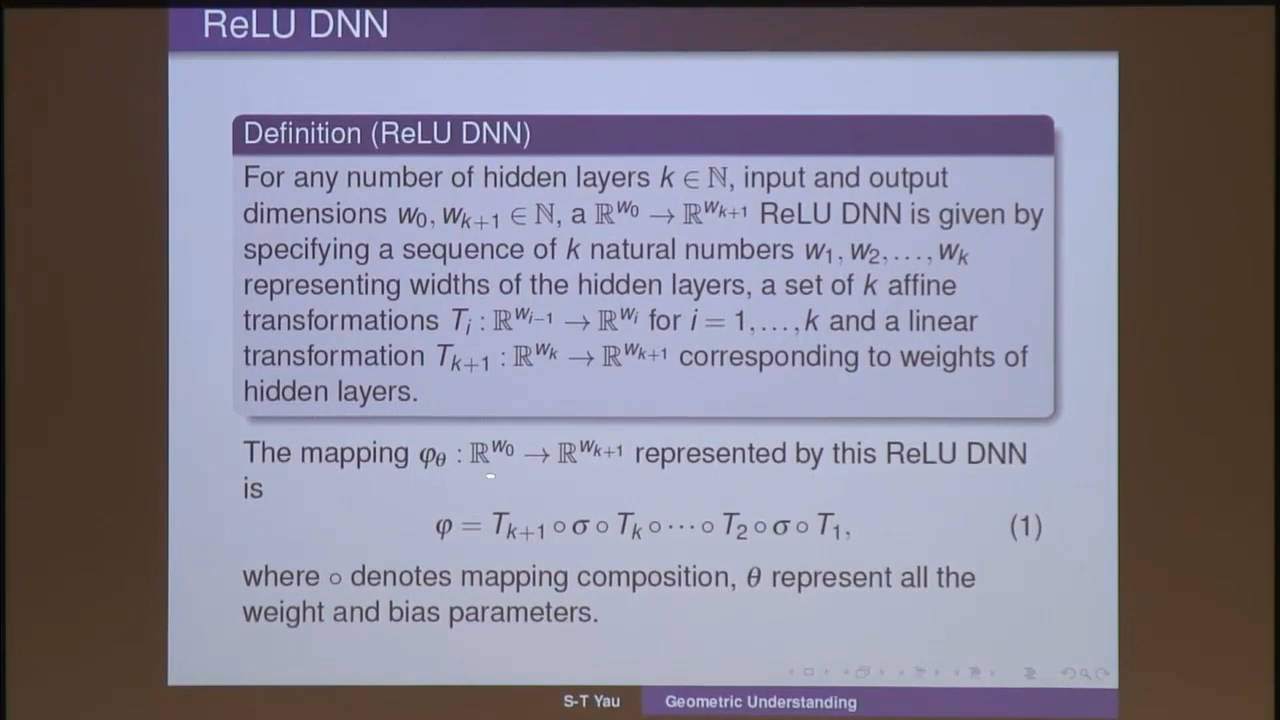 ReLU DNN
Definition (ReLU DNN)
For any number of hidden layers k ∈ ℕ, input and output
dimensions w₀, wₖ₊₁ ∈ ℕ, a ℝ^{w₀} → ℝ^{wₖ₊₁} ReLU DNN is given by
specifying a sequence of k natural numbers w₁, w₂, …, wₖ
representing widths of the hidden layers, a set of k affine
transformations Tᵢ : ℝ^{wᵢ₋₁} → ℝ^{wᵢ} for i = 1, …, k and a linear
transformation Tₖ₊₁ : ℝ^{wₖ} → ℝ^{wₖ₊₁} corresponding to weights of
hidden layers.
The mapping φ_θ : ℝ^{w₀} → ℝ^{wₖ₊₁} represented by this ReLU DNN
is
φ = Tₖ₊₁ ∘ σ ∘ Tₖ ∘ ⋯ ∘ T₂ ∘ σ ∘ T₁, (1)
where ∘ denotes mapping composition, θ represent all the
weight and bias parameters.
S-T Yau Geometric Understanding